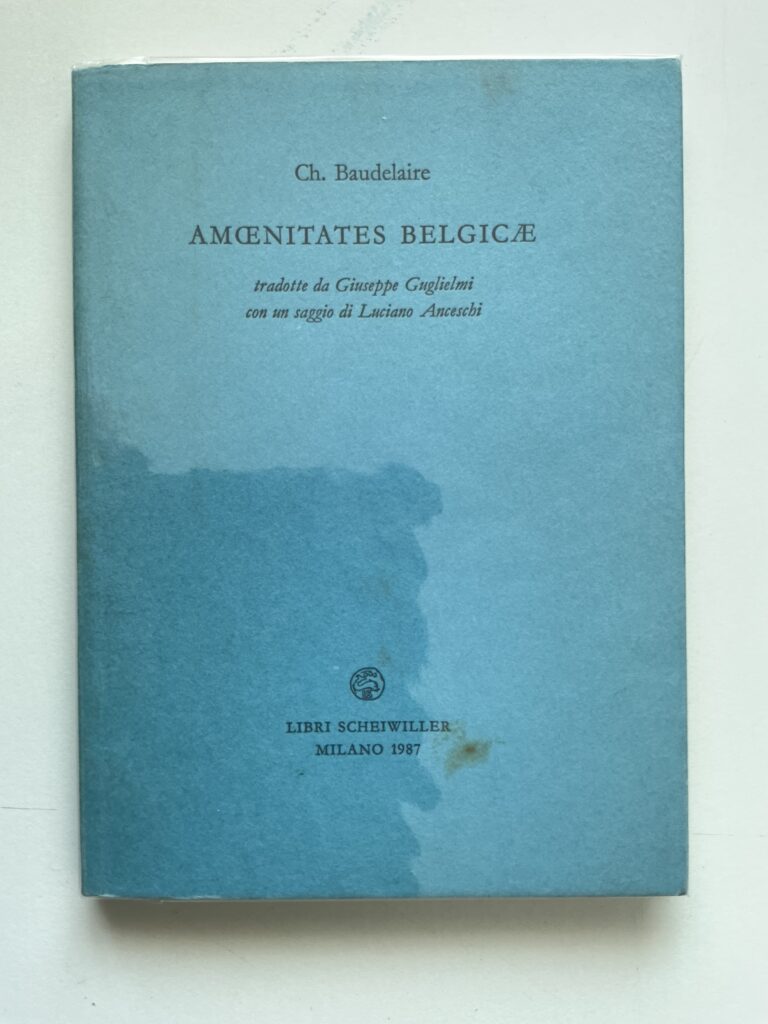 Ch. Baudelaire
AMŒNITATES BELGICÆ
tradotte da Giuseppe Guglielmi
con un saggio di Luciano Anceschi
LIBRI SCHEIWILLER
MILANO 1987